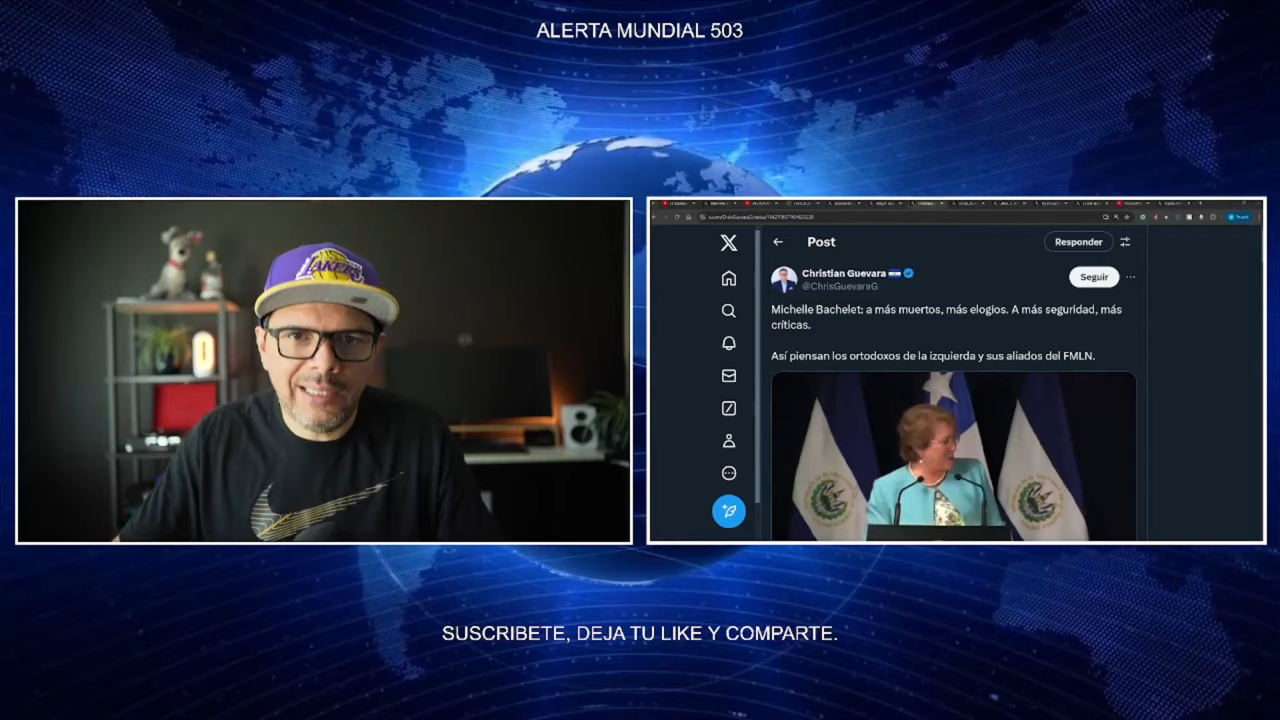 ALERTA MUNDIAL 503
LAKERS
Post
Responder
Christian Guevara
@ChrisGuevaraG
Seguir
Michelle Bachelet: a más muertos, más elogios. A más seguridad, más
críticas.
Así piensan los ortodoxos de la izquierda y sus aliados del FMLN.
SUSCRIBETE, DEJA TU LIKE Y COMPARTE.